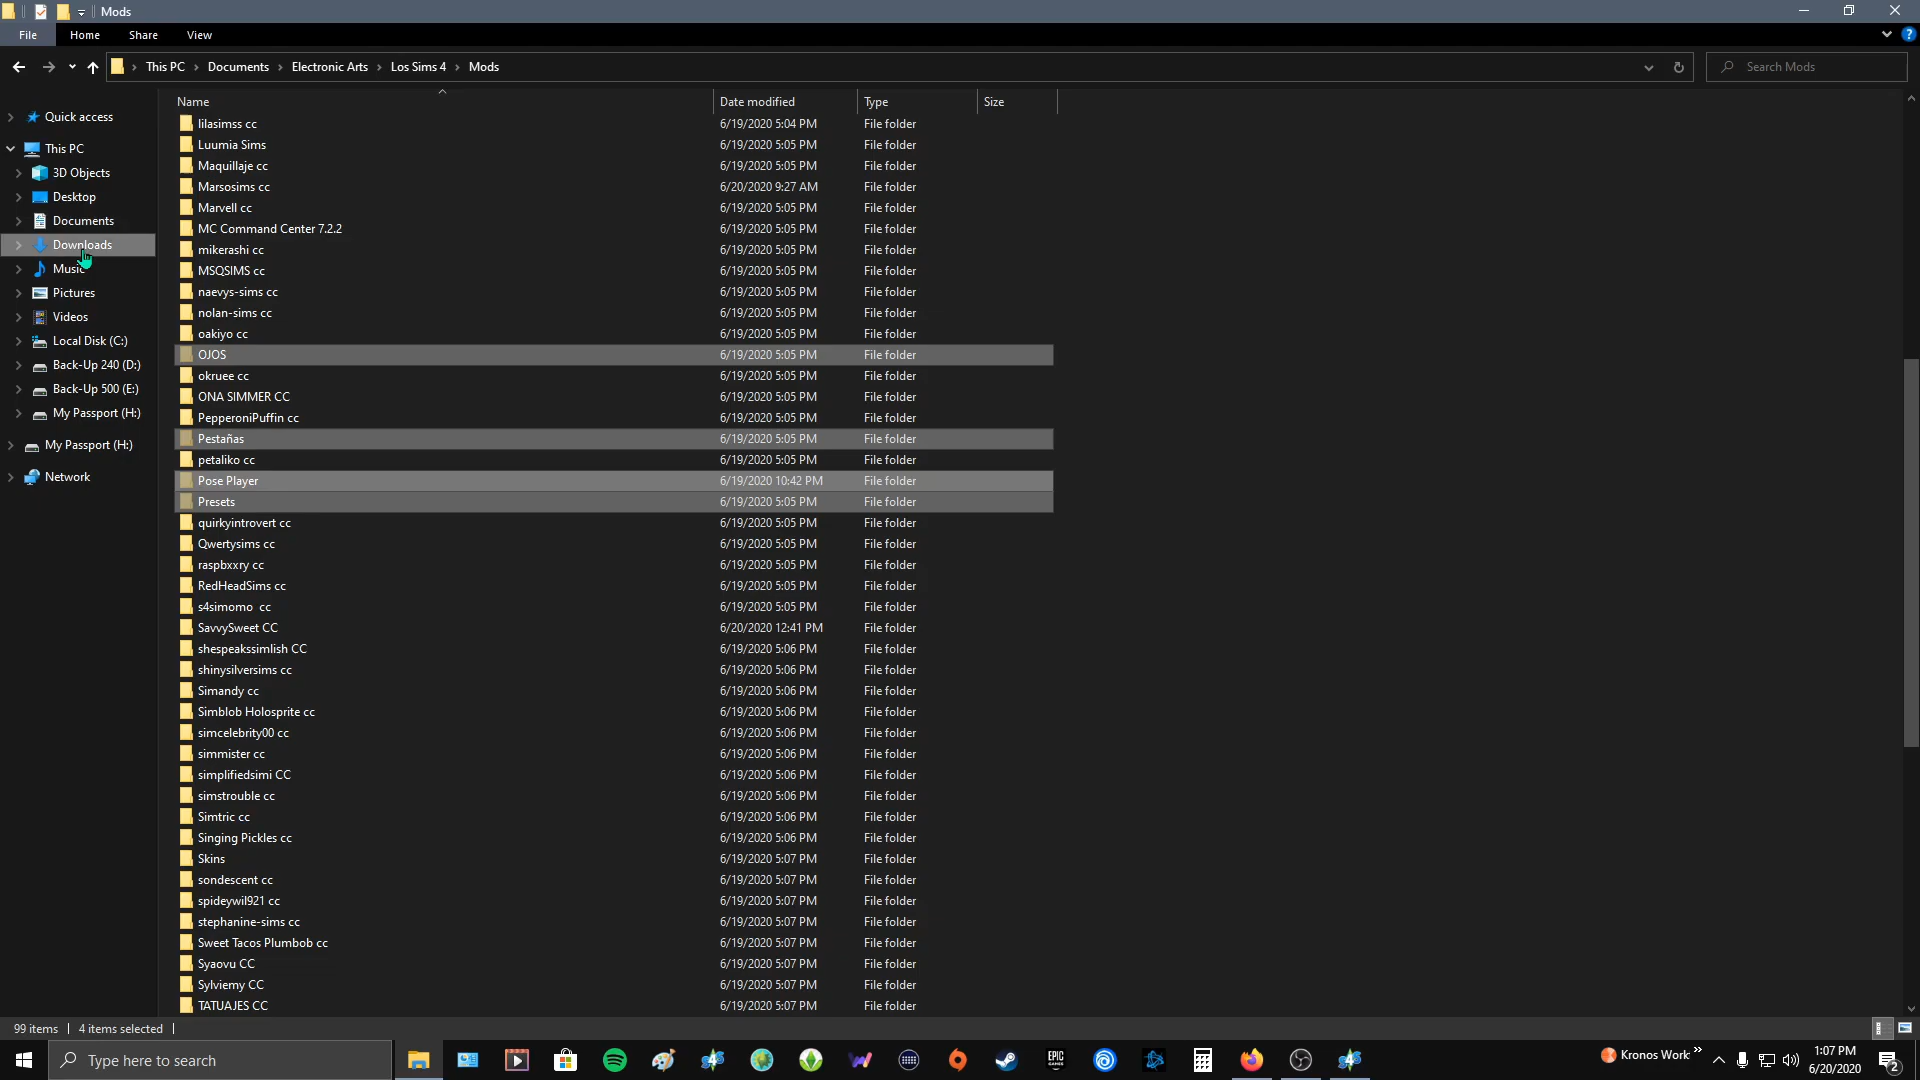 Mods
File Home Share View
This PC Documents Electronic Arts Los Sims 4 Mods
Search Mods
Quick access
This PC
3D Objects
Desktop
Documents
Downloads
Music
Pictures
Videos
Local Disk (C:)
Back-Up 240 (D:)
Back-Up 500 (E:)
My Passport (H:)
My Passport (H:)
Network
Name Date modified Type Size
lilasimss cc 6/19/2020 5:04 PM File folder
Luumia Sims 6/19/2020 5:05 PM File folder
Maquillaje cc 6/19/2020 5:05 PM File folder
Marsosims cc 6/20/2020 9:27 AM File folder
Marvell cc 6/19/2020 5:05 PM File folder
MC Command Center 7.2.2 6/19/2020 5:05 PM File folder
mikerashi cc 6/19/2020 5:05 PM File folder
MSQSIMS cc 6/19/2020 5:05 PM File folder
naevys-sims cc 6/19/2020 5:05 PM File folder
nolan-sims cc 6/19/2020 5:05 PM File folder
oakiyo cc 6/19/2020 5:05 PM File folder
OJOS 6/19/2020 5:05 PM File folder
okruee cc 6/19/2020 5:05 PM File folder
ONA SIMMER CC 6/19/2020 5:05 PM File folder
PepperoniPuffin cc 6/19/2020 5:05 PM File folder
Pestañas 6/19/2020 5:05 PM File folder
petaliko cc 6/19/2020 5:05 PM File folder
Pose Player 6/19/2020 10:42 PM File folder
Presets 6/19/2020 5:05 PM File folder
quirkyintrovert cc 6/19/2020 5:05 PM File folder
Qwertysims cc 6/19/2020 5:05 PM File folder
raspbxxry cc 6/19/2020 5:05 PM File folder
RedHeadSims cc 6/19/2020 5:05 PM File folder
s4simomo  cc 6/19/2020 5:05 PM File folder
SavvySweet CC 6/20/2020 12:41 PM File folder
shespeakssimlish CC 6/19/2020 5:06 PM File folder
shinysilversims cc 6/19/2020 5:06 PM File folder
Simandy cc 6/19/2020 5:06 PM File folder
Simblob Holosprite cc 6/19/2020 5:06 PM File folder
simcelebrity00 cc 6/19/2020 5:06 PM File folder
simmister cc 6/19/2020 5:06 PM File folder
simplifiedsimi CC 6/19/2020 5:06 PM File folder
simstrouble cc 6/19/2020 5:06 PM File folder
Simtric cc 6/19/2020 5:06 PM File folder
Singing Pickles cc 6/19/2020 5:06 PM File folder
Skins 6/19/2020 5:07 PM File folder
sondescent cc 6/19/2020 5:07 PM File folder
spideywil921 cc 6/19/2020 5:07 PM File folder
stephanine-sims cc 6/19/2020 5:07 PM File folder
Sweet Tacos Plumbob cc 6/19/2020 5:07 PM File folder
Syaovu CC 6/19/2020 5:07 PM File folder
Sylviemy CC 6/19/2020 5:07 PM File folder
TATUAJES CC 6/19/2020 5:07 PM File folder
99 items 4 items selected
Type here to search
EPIC GAMES
Kronos Work
1:07 PM
6/20/2020
2